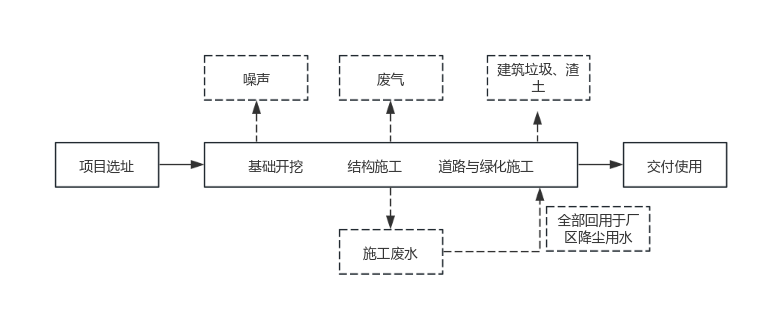 噪声
废气
建筑垃圾、渣
土
项目选址
基础开挖 结构施工 道路与绿化施工
交付使用
全部回用于厂
区降尘用水
施工废水